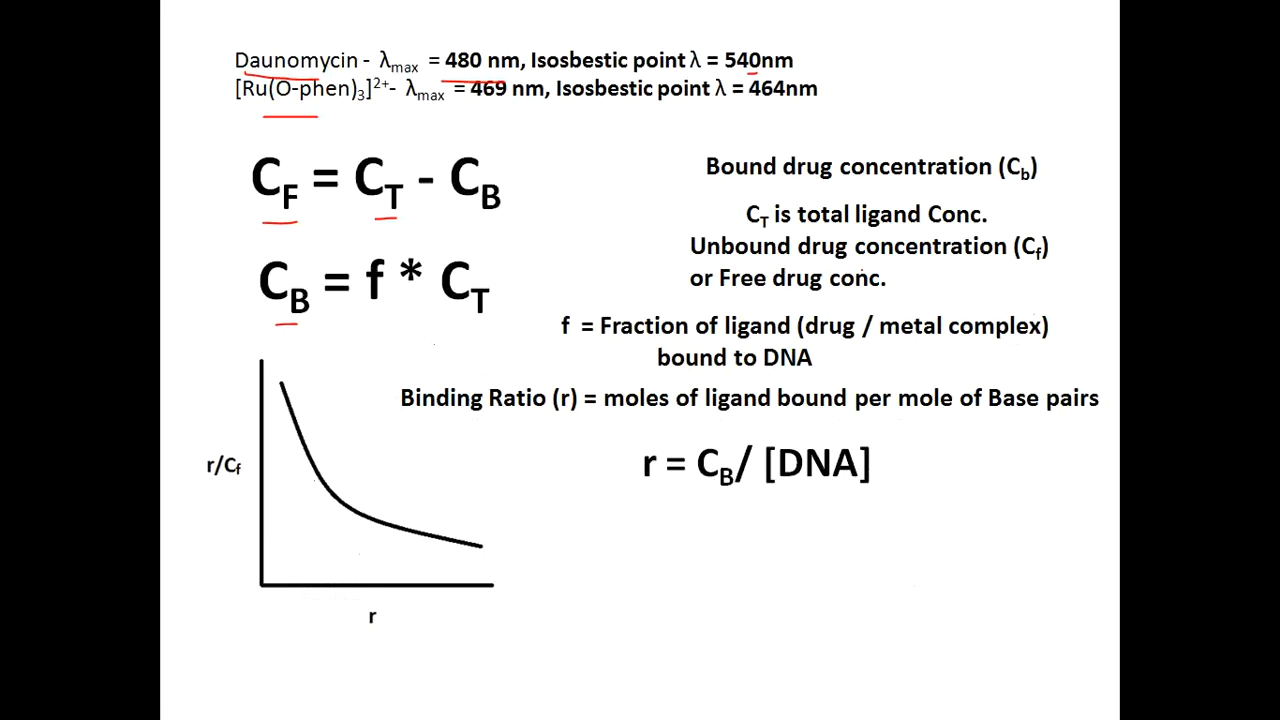 Daunomycin - λmax = 480 nm, Isosbestic point λ = 540nm
[Ru(O-phen)3]2+- λmax = 469 nm, Isosbestic point λ = 464nm
CF = CT - CB
Bound drug concentration (Cb)
CT is total ligand Conc.
Unbound drug concentration (Cf)
or Free drug conc.
CB = f * CT
f = Fraction of ligand (drug / metal complex)
bound to DNA
Binding Ratio (r) = moles of ligand bound per mole of Base pairs
r/Cf
r = CB/ [DNA]
r